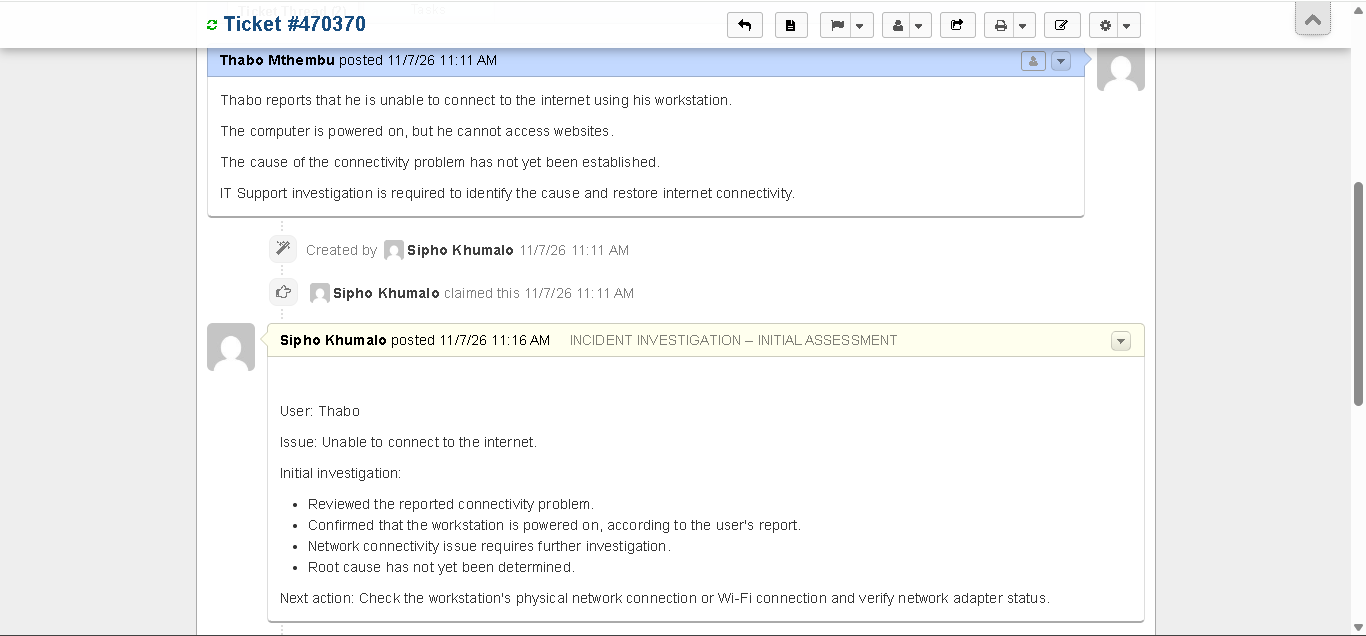 Ticket #470370
Thabo Mthembu posted 11/7/26 11:11 AM
Thabo reports that he is unable to connect to the internet using his workstation.
The computer is powered on, but he cannot access websites.
The cause of the connectivity problem has not yet been established.
IT Support investigation is required to identify the cause and restore internet connectivity.
Created by Sipho Khumalo 11/7/26 11:11 AM
Sipho Khumalo claimed this 11/7/26 11:11 AM
Sipho Khumalo posted 11/7/26 11:16 AM INCIDENT INVESTIGATION – INITIAL ASSESSMENT
User: Thabo
Issue: Unable to connect to the internet.
Initial investigation:
• Reviewed the reported connectivity problem.
• Confirmed that the workstation is powered on, according to the user's report.
• Network connectivity issue requires further investigation.
• Root cause has not yet been determined.
Next action: Check the workstation's physical network connection or Wi-Fi connection and verify network adapter status.